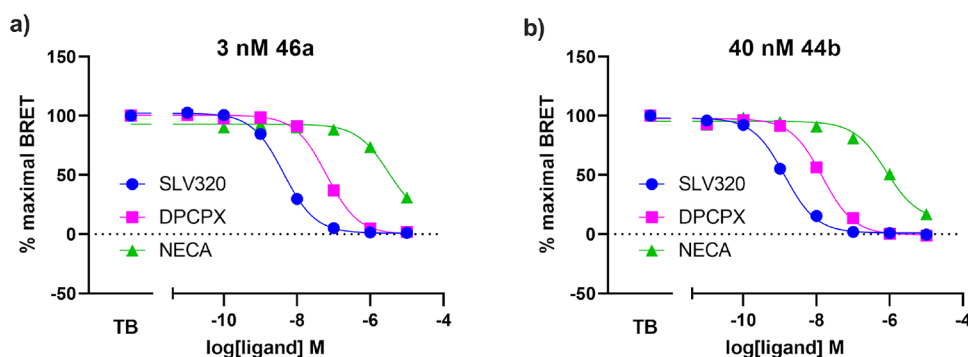 a)
3 nM 46a
% maximal BRET
150
100
50
0
-50
SLV320
DPCPX
NECA
TB
-10
-8
-6
-4
log[ligand] M
b)
40 nM 44b
% maximal BRET
150
100
50
0
-50
SLV320
DPCPX
NECA
TB
-10
-8
-6
-4
log[ligand] M